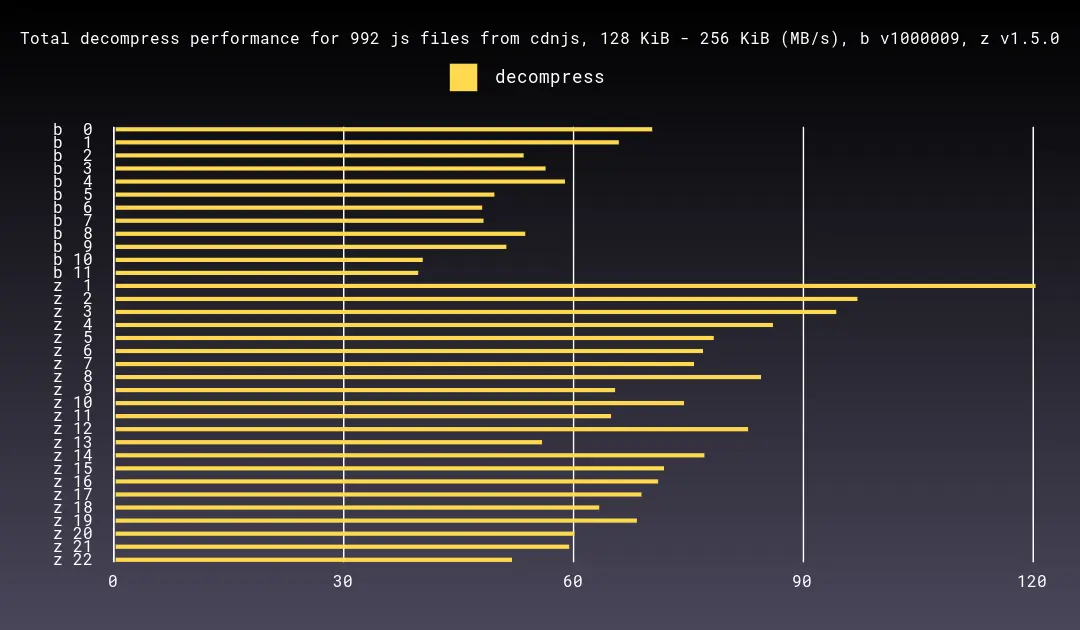 Total decompress performance for 992 js files from cdnjs, 128 KiB - 256 KiB (MB/s), b v1000009, z v1.5.0
decompress
b 0
b 1
b 2
b 3
b 4
b 5
b 6
b 7
b 8
b 9
b 10
b 11
z 1
z 2
z 3
z 4
z 5
z 6
z 7
z 8
z 9
z 10
z 11
z 12
z 13
z 14
z 15
z 16
z 17
z 18
z 19
z 20
z 21
z 22
0 30 60 90 120